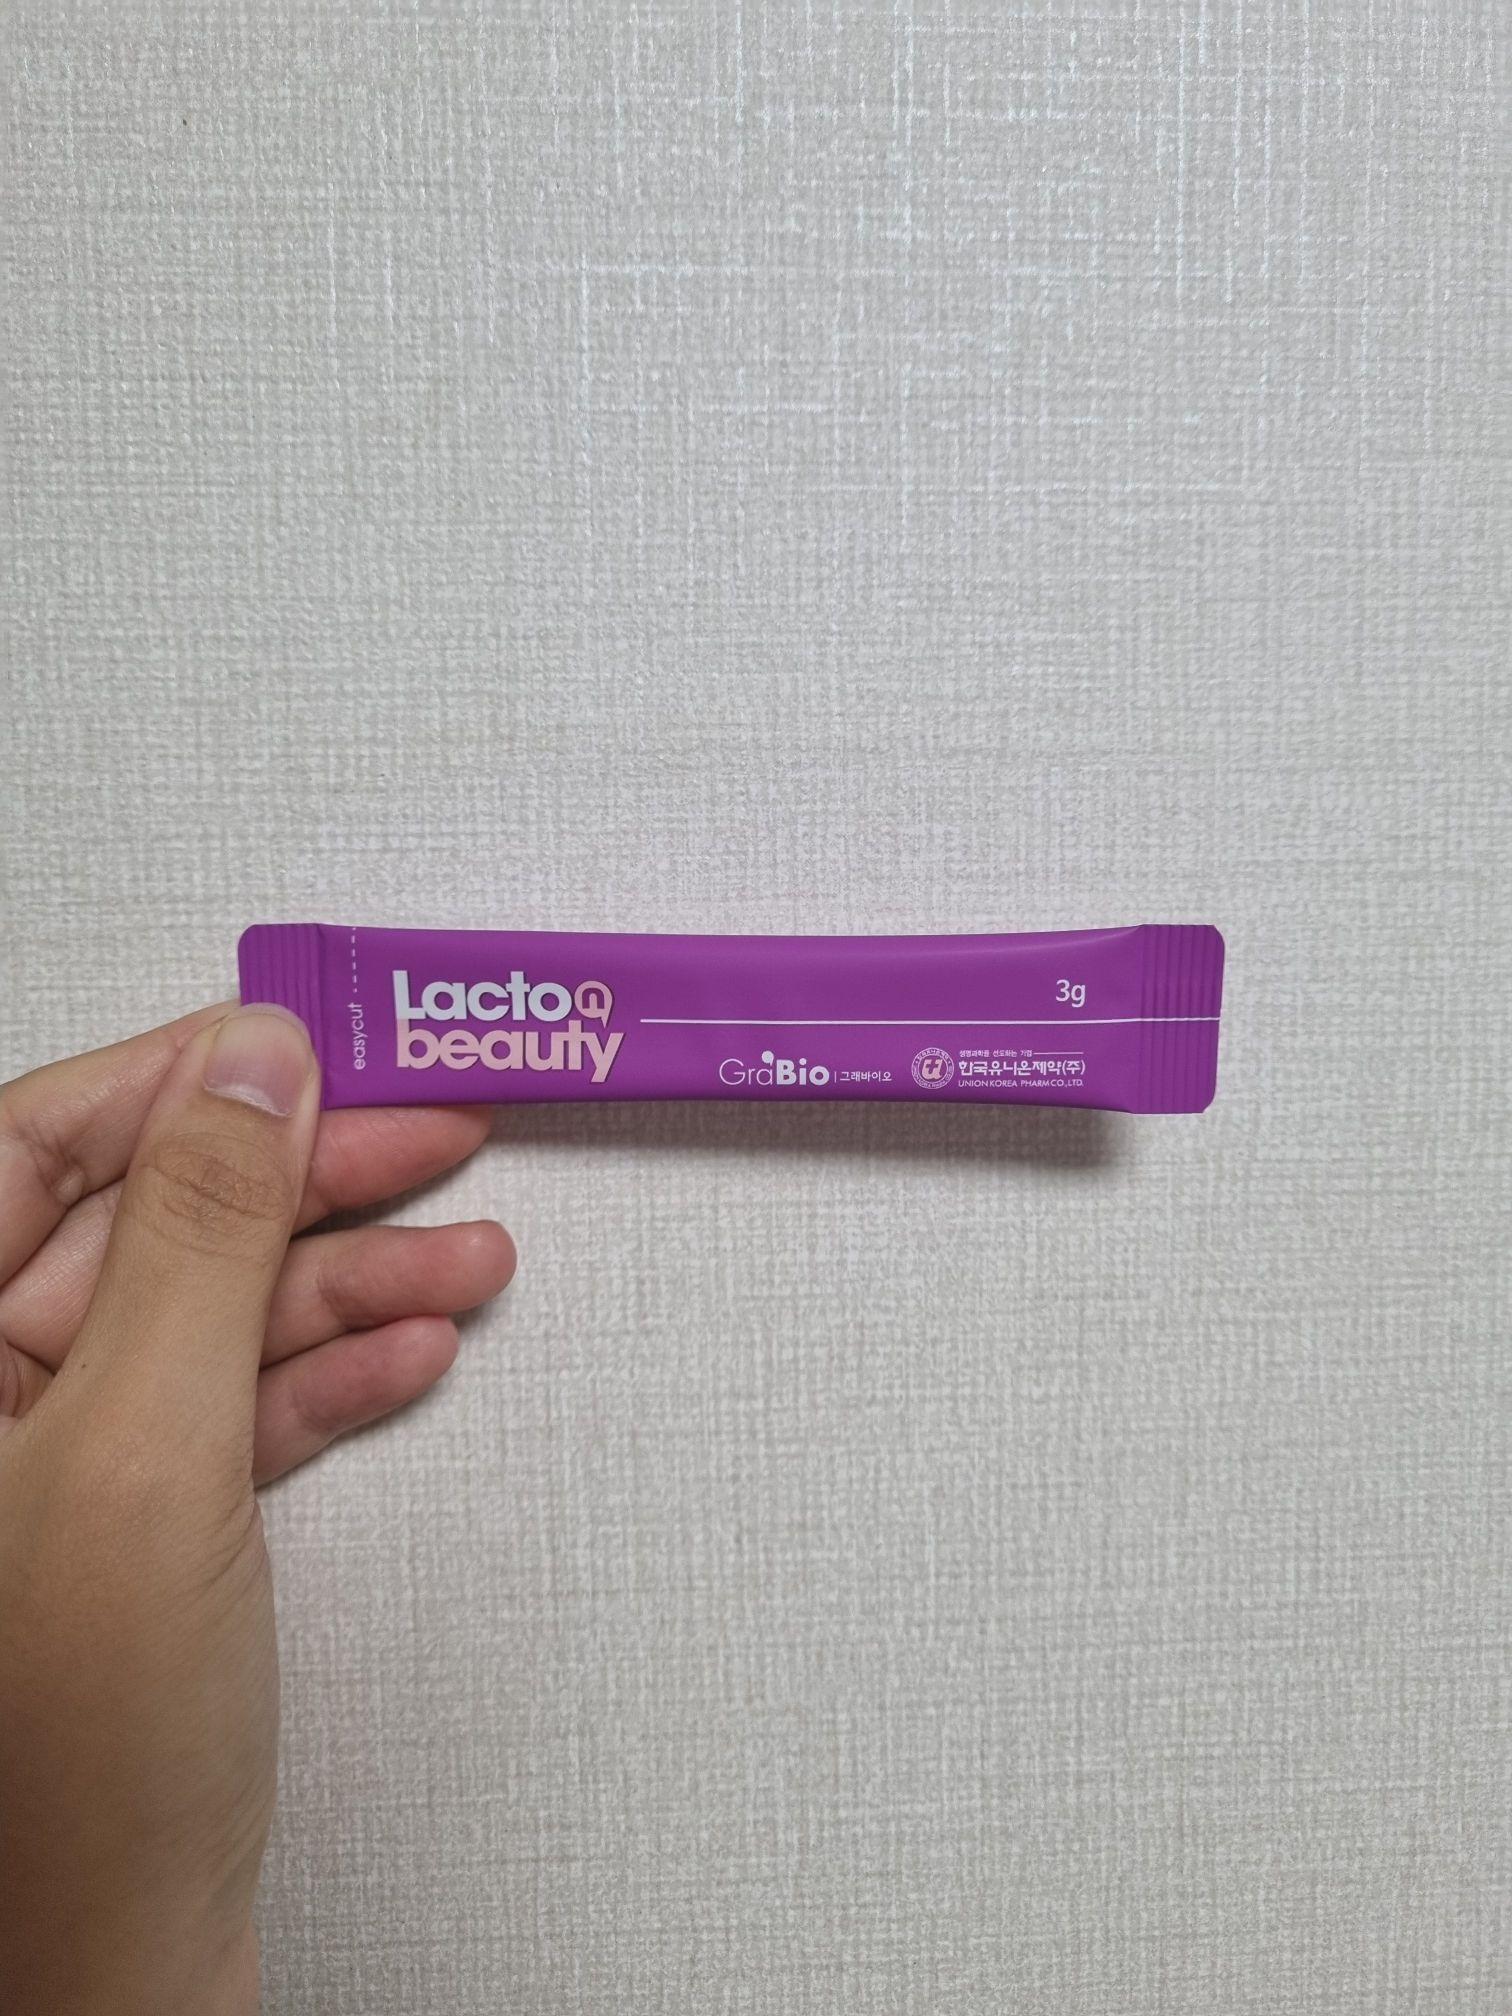 easycut
Lacto
beauty
3g
GraBio | 그래바이오
생명과학을 선도하는 기업
한국유니온제약(주)
UNION KOREA PHARM CO., LTD.